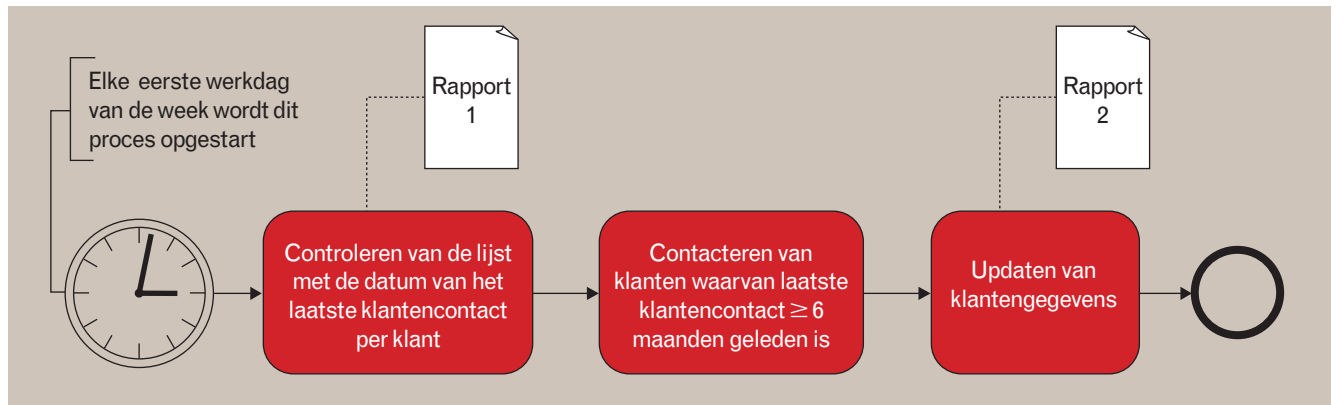 Elke eerste werkdag
van de week wordt dit
proces opgestart
Rapport
1
Rapport
2
Controleren van de lijst
met de datum van het
laatste klantencontact
per klant
Contacteren van
klanten waarvan laatste
klantencontact ≥ 6
maanden geleden is
Updaten van
klantengegevens